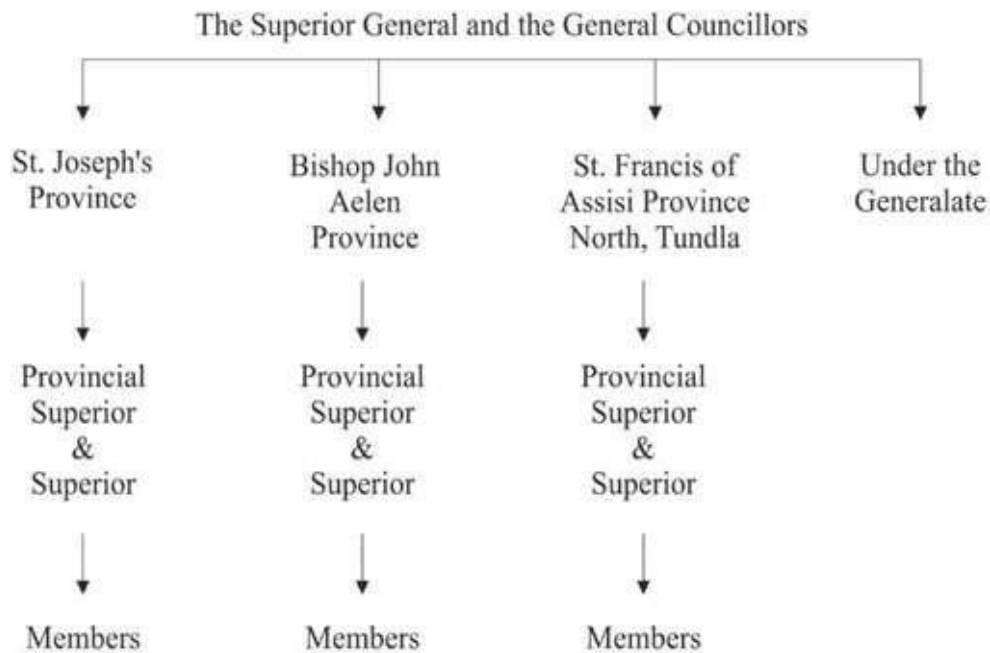 The Superior General and the General Councillors
St. Joseph's
Province
Bishop John
Aelen
Province
St. Francis of
Assisi Province
North, Tundla
Under the
Generalate
Provincial
Superior
&
Superior
Provincial
Superior
&
Superior
Provincial
Superior
&
Superior
Members
Members
Members